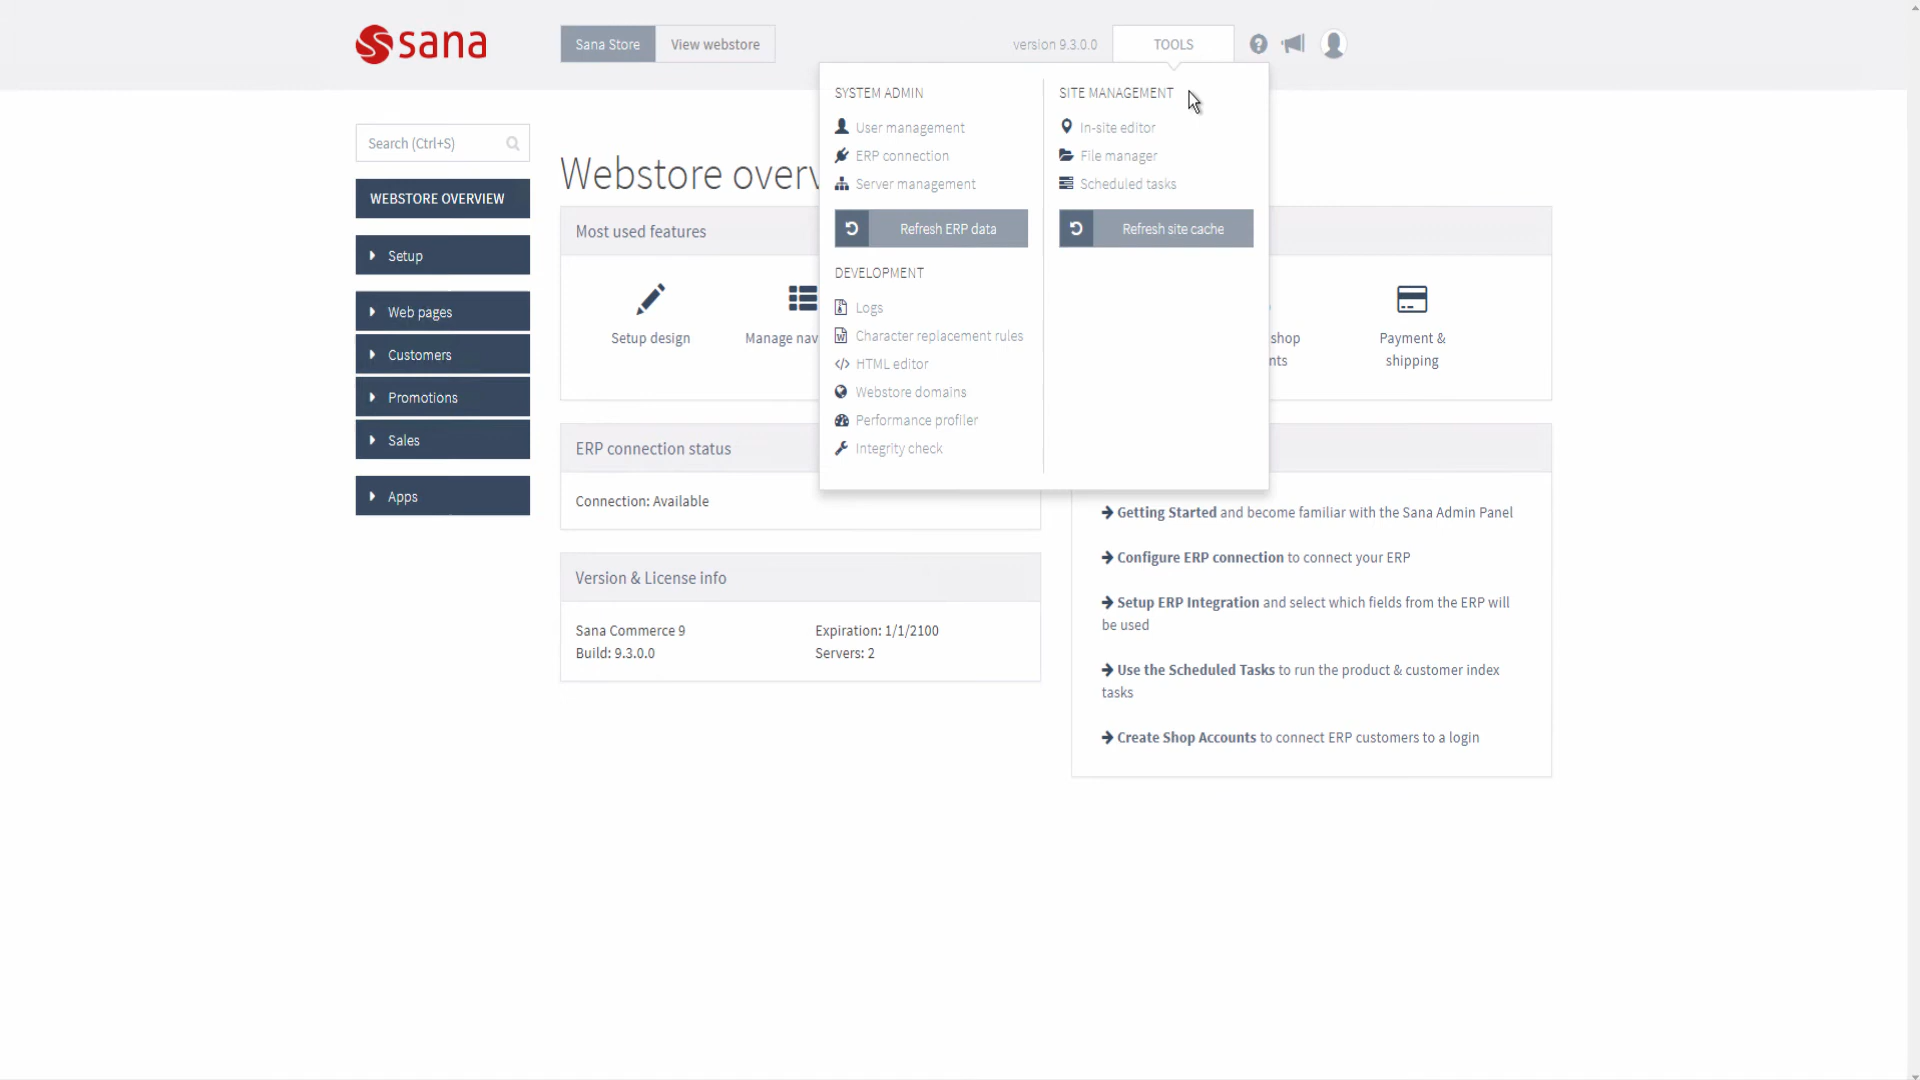 sana
Sana Store
View webstore
version 9.3.0.0
TOOLS
Search (Ctrl+S)
WEBSTORE OVERVIEW
Setup
Web pages
Customers
Promotions
Sales
Apps
SYSTEM ADMIN
User management
ERP connection
Server management
Refresh ERP data
DEVELOPMENT
Logs
Character replacement rules
HTML editor
Webstore domains
Performance profiler
Integrity check
SITE MANAGEMENT
In-site editor
File manager
Scheduled tasks
Refresh site cache
Webstore
Most used features
Setup design
Manage
shop
Payment &
shipping
ERP connection status
Connection: Available
Version & License info
Sana Commerce 9
Build: 9.3.0.0
Expiration: 1/1/2100
Servers: 2
Getting Started and become familiar with the Sana Admin Panel
Configure ERP connection to connect your ERP
Setup ERP Integration and select which fields from the ERP will
be used
Use the Scheduled Tasks to run the product & customer index
tasks
Create Shop Accounts to connect ERP customers to a login